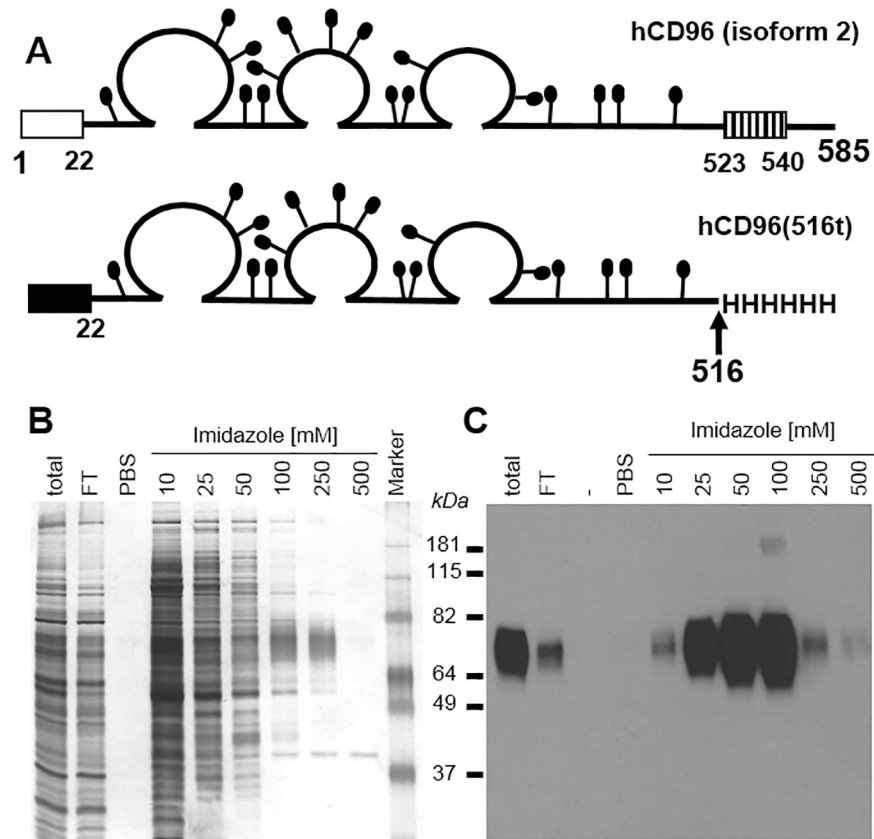 A
hCD96 (isoform 2)
1 22 523 540 585
hCD96(516t)
22 HHHHHH
516
B
Imidazole [mM]
total FT PBS 10 25 50 100 250 500 Marker
C
Imidazole [mM]
total FT - PBS 10 25 50 100 250 500
kDa
181
115
82
64
49
37